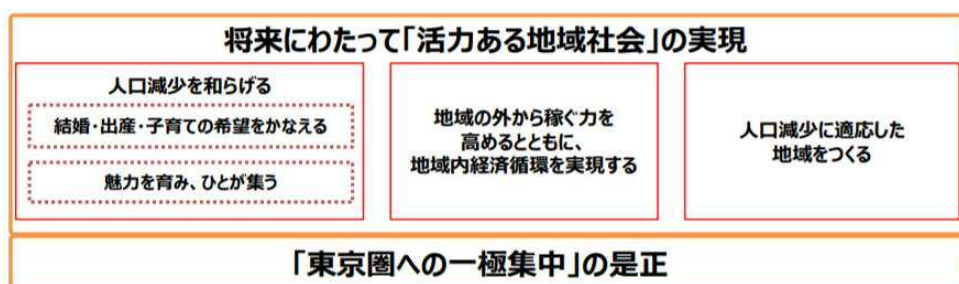 将来にわたって「活力ある地域社会」の実現
人口減少を和らげる
結婚・出産・子育ての希望をかなえる
魅力を育み、ひとが集う
地域の外から稼ぐ力を
高めるとともに、
地域内経済循環を実現する
人口減少に適応した
地域をつくる
「東京圏への一極集中」の是正